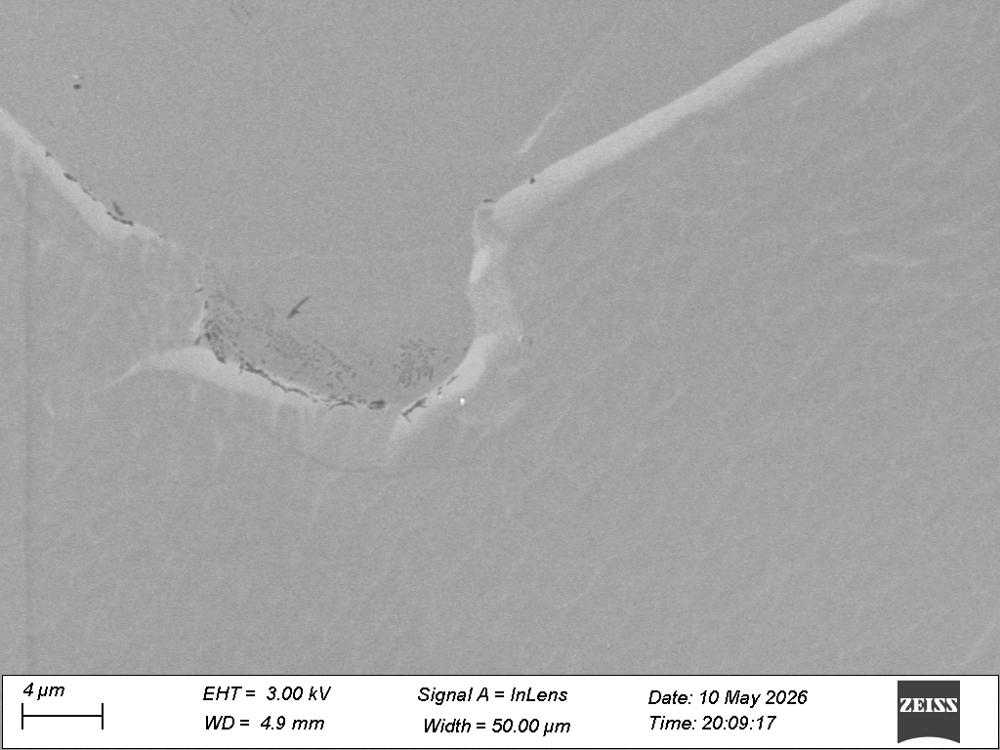 4 µm
EHT = 3.00 kV
WD = 4.9 mm
Signal A = InLens
Width = 50.00 µm
Date: 10 May 2026
Time: 20:09:17
ZEISS